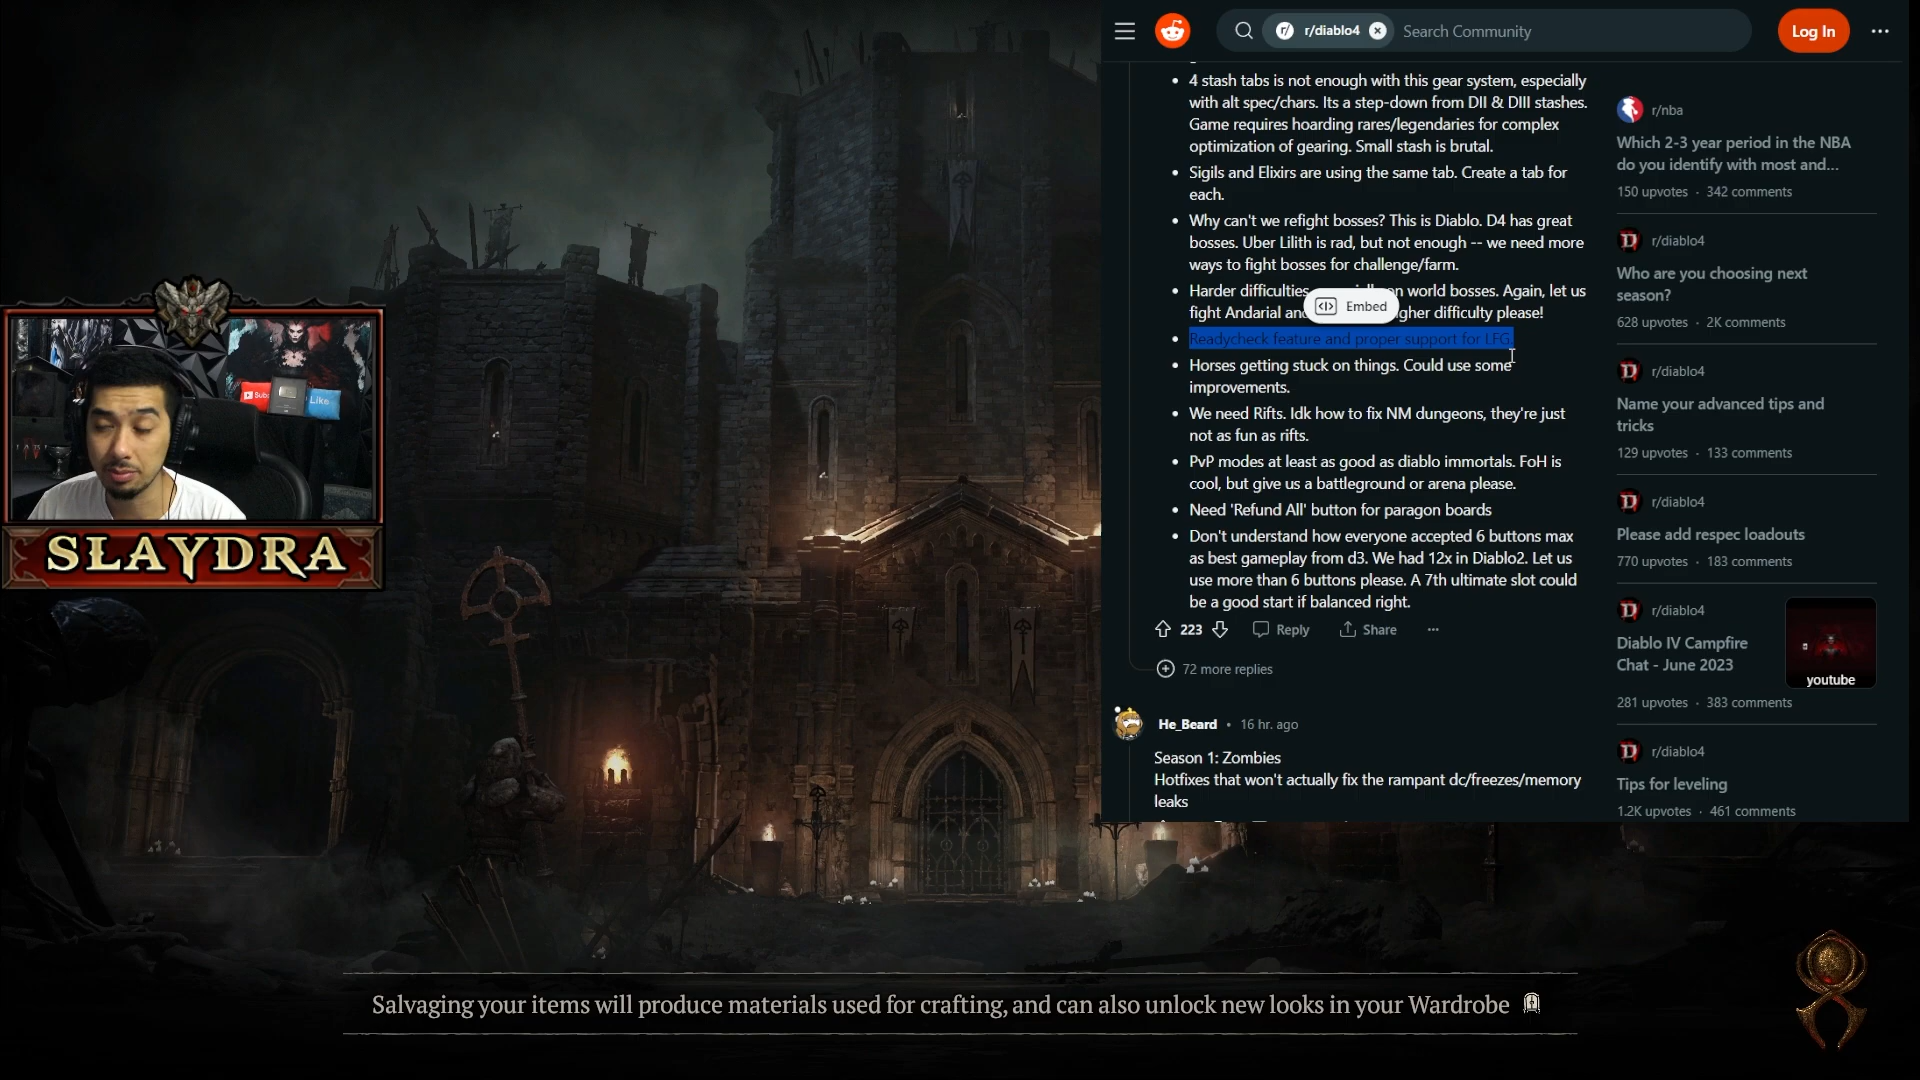 r/diablo4
Search Community
Log In
4 stash tabs is not enough with this gear system, especially
with alt spec/chars. Its a step-down from DII & DIII stashes.
Game requires hoarding rares/legendaries for complex
optimization of gearing. Small stash is brutal.
Sigils and Elixirs are using the same tab. Create a tab for
each.
Why can't we refight bosses? This is Diablo. D4 has great
bosses. Uber Lilith is rad, but not enough -- we need more
ways to fight bosses for challenge/farm.
Harder difficulties on world bosses. Again, let us
Embed
fight Andarial higher difficulty please!
Readycheck feature and proper support for LFG.
Horses getting stuck on things. Could use some
improvements.
We need Rifts. Idk how to fix NM dungeons, they're just
not as fun as rifts.
PvP modes at least as good as diablo immortals. FoH is
cool, but give us a battleground or arena please.
Need 'Refund All' button for paragon boards
Don't understand how everyone accepted 6 buttons max
as best gameplay from d3. We had 12x in Diablo2. Let us
use more than 6 buttons please. A 7th ultimate slot could
be a good start if balanced right.
223 Reply Share
72 more replies
He_Beard • 16 hr. ago
Season 1: Zombies
Hotfixes that won't actually fix the rampant dc/freezes/memory
leaks
r/nba
Which 2-3 year period in the NBA
do you identify with most and...
150 upvotes · 342 comments
r/diablo4
Who are you choosing next
season?
628 upvotes · 2K comments
r/diablo4
Name your advanced tips and
tricks
129 upvotes · 133 comments
r/diablo4
Please add respec loadouts
770 upvotes · 183 comments
r/diablo4
Diablo IV Campfire
Chat - June 2023
youtube
281 upvotes · 383 comments
r/diablo4
Tips for leveling
1.2K upvotes · 461 comments
Like
SLAYDRA
Salvaging your items will produce materials used for crafting, and can also unlock new looks in your Wardrobe